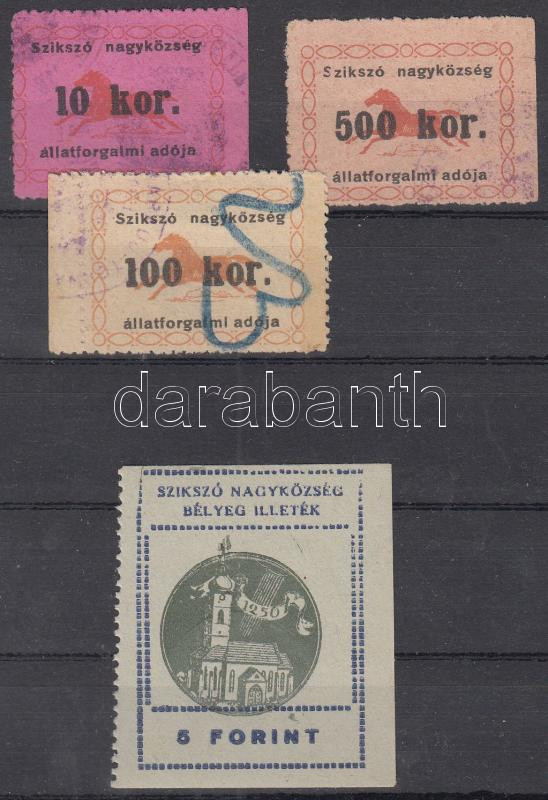 Szikszó nagyközség
10 kor.
állatforgalmi adója
Szikszó nagyközség
500 kor.
állatforgalmi adója
Szikszó nagyközség
100 kor.
állatforgalmi adója
darabanth
SZIKSZÓ NAGYKÖZSÉG
BÉLYEG ILLETÉK
1250
5 FORINT